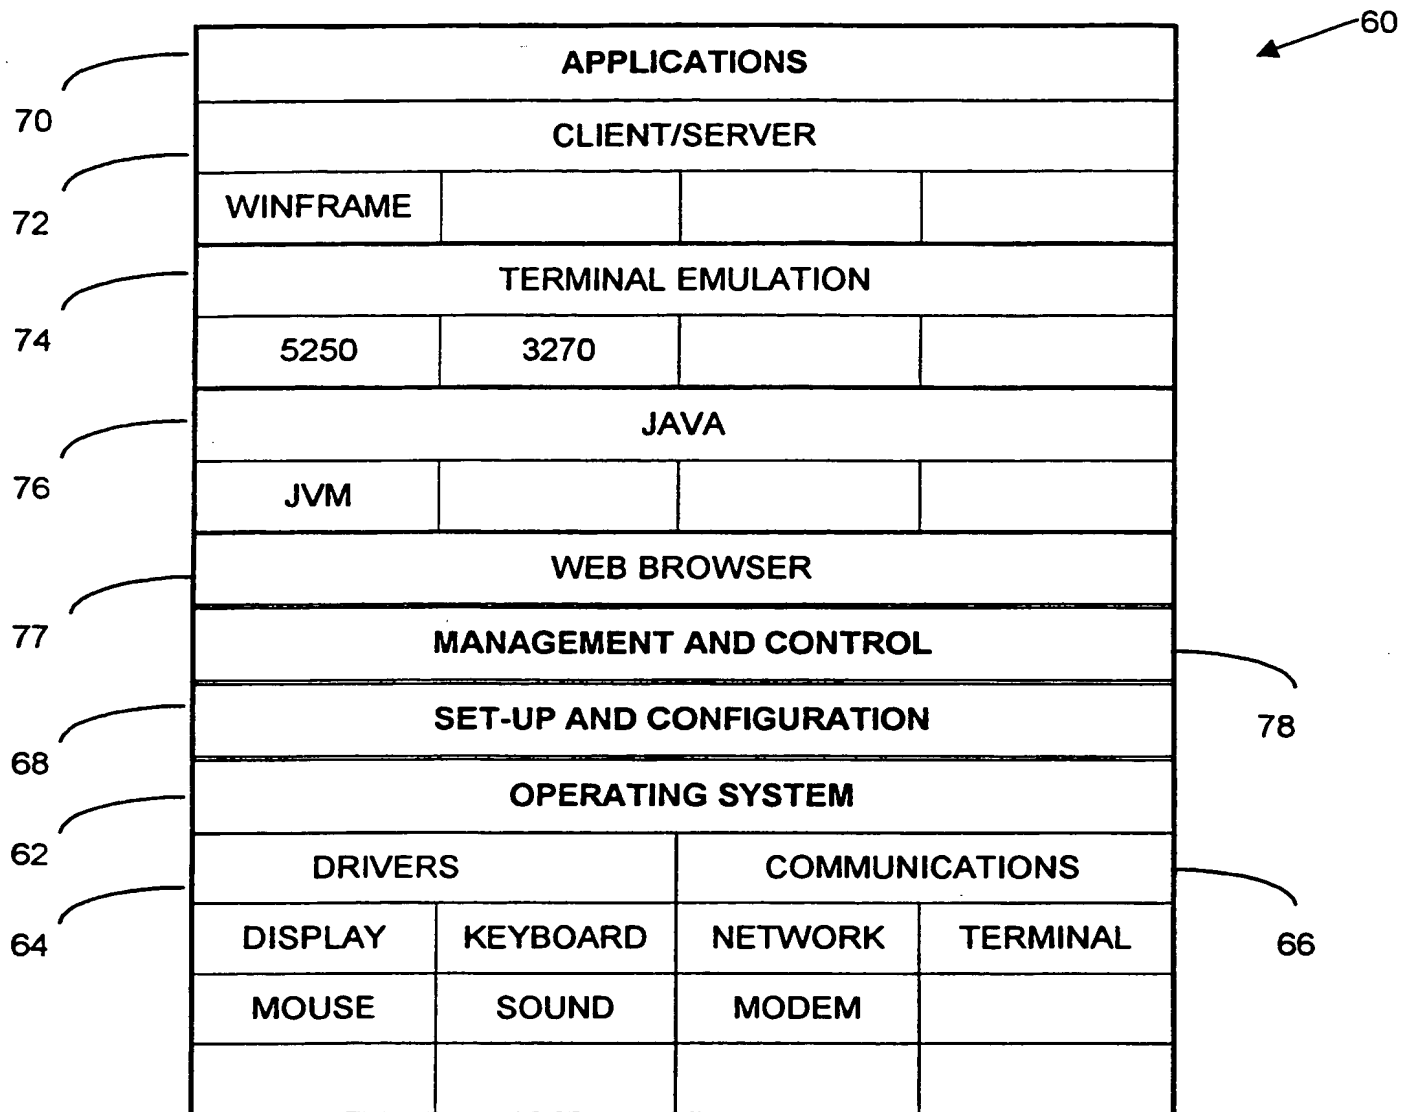 60
APPLICATIONS
70
CLIENT/SERVER
72
WINFRAME
TERMINAL EMULATION
74
5250 3270
JAVA
76
JVM
WEB BROWSER
77
MANAGEMENT AND CONTROL
78
SET-UP AND CONFIGURATION
68
OPERATING SYSTEM
62
DRIVERS COMMUNICATIONS
64
DISPLAY KEYBOARD NETWORK TERMINAL
66
MOUSE SOUND MODEM